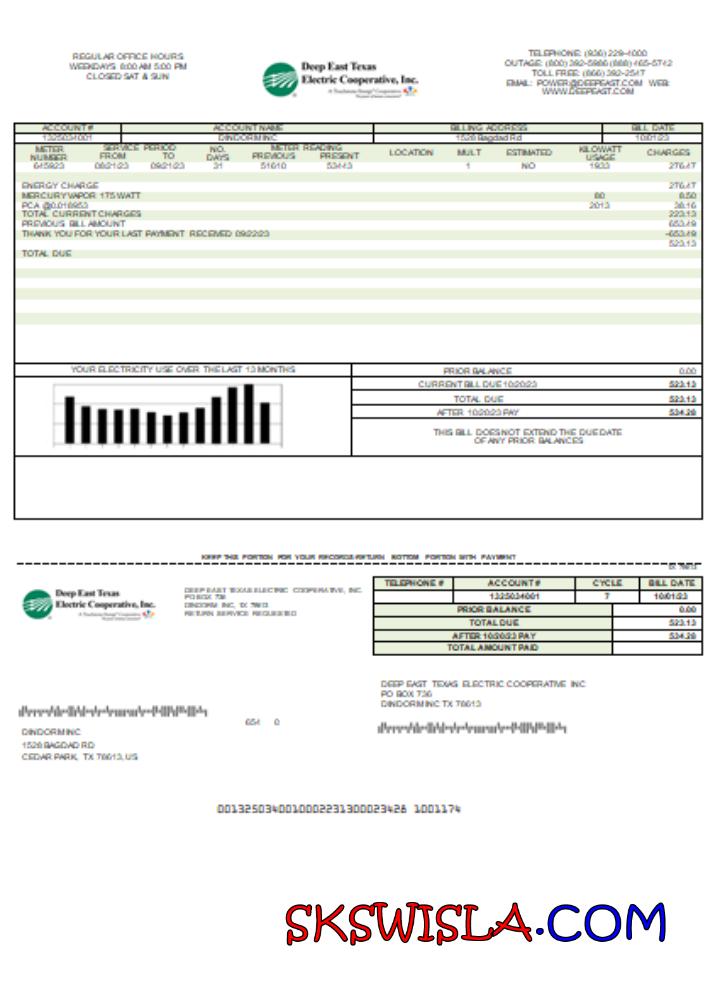 REGULAR OFFICE HOURS
WEEKDAYS 8:00 AM 5:00 PM
CLOSED SAT & SUN
Deep East Texas
Electric Cooperative, Inc.
A Touchstone Energy® Cooperative
TELEPHONE: (936) 229-4000
OUTAGE: (800) 392-5986 (888) 465-5742
TOLL FREE: (866) 392-2547
EMAIL: POWER@DEEPEAST.COM WEB:
WWW.DEEPEAST.COM
ACCOUNT # ACCOUNT NAME BILLING ADDRESS BILL DATE
1325034001 DINDORM INC 1528 Bagdad Rd 10/01/23
METER NUMBER SERVICE PERIOD FROM TO NO. DAYS METER READING PREVIOUS PRESENT LOCATION MULT ESTIMATED KILOWATT USAGE CHARGES
645923 08/21/23 09/21/23 31 51610 53443 1 NO 1933 276.47
ENERGY CHARGE 276.47
MERCURY VAPOR 175 WATT 80 8.50
PCA @0.018953 2013 38.16
TOTAL CURRENT CHARGES 223.13
PREVIOUS BILL AMOUNT 653.49
THANK YOU FOR YOUR LAST PAYMENT RECEIVED 09/22/23 -653.49
523.13
TOTAL DUE
YOUR ELECTRICITY USE OVER THE LAST 13 MONTHS
PRIOR BALANCE 0.00
CURRENT BILL DUE 10/20/23 523.13
TOTAL DUE 523.13
AFTER 10/20/23 PAY 534.28
THIS BILL DOES NOT EXTEND THE DUE DATE
OF ANY PRIOR BALANCES
KEEP THIS PORTION FOR YOUR RECORDS-RETURN BOTTOM PORTION WITH PAYMENT
TX 78613
Deep East Texas
Electric Cooperative, Inc.
DEEP EAST TEXAS ELECTRIC COOPERATIVE, INC.
PO BOX 736
DINDORM INC, TX 78613
RETURN SERVICE REQUESTED
TELEPHONE # ACCOUNT # CYCLE BILL DATE
1325034001 7 10/01/23
PRIOR BALANCE 0.00
TOTAL DUE 523.13
AFTER 10/20/23 PAY 534.28
TOTAL AMOUNT PAID
DEEP EAST TEXAS ELECTRIC COOPERATIVE INC
PO BOX 736
DINDORM INC TX 78613
654 0
DINDORM INC
1528 BAGDAD RD
CEDAR PARK, TX 78613, US
00132503400100022313000​23428 1001174
SKSWISLA.COM